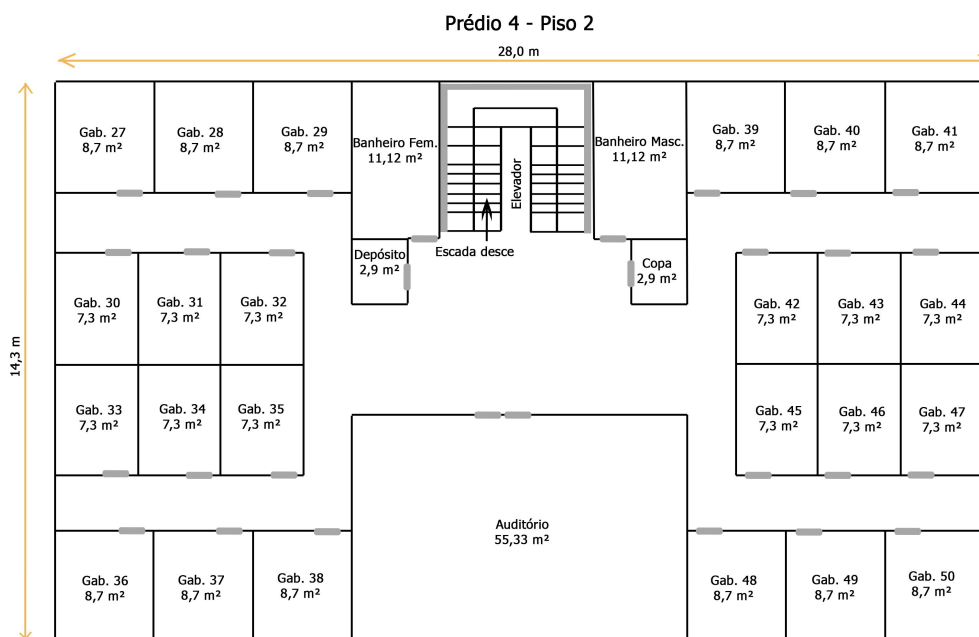 Prédio 4 - Piso 2
28,0 m
14,3 m
Gab. 27
8,7 m²
Gab. 28
8,7 m²
Gab. 29
8,7 m²
Banheiro Fem.
11,12 m²
Elevador
Escada desce
Banheiro Masc.
11,12 m²
Gab. 39
8,7 m²
Gab. 40
8,7 m²
Gab. 41
8,7 m²
Depósito
2,9 m²
Copa
2,9 m²
Gab. 30
7,3 m²
Gab. 31
7,3 m²
Gab. 32
7,3 m²
Gab. 42
7,3 m²
Gab. 43
7,3 m²
Gab. 44
7,3 m²
Gab. 33
7,3 m²
Gab. 34
7,3 m²
Gab. 35
7,3 m²
Gab. 45
7,3 m²
Gab. 46
7,3 m²
Gab. 47
7,3 m²
Auditório
55,33 m²
Gab. 36
8,7 m²
Gab. 37
8,7 m²
Gab. 38
8,7 m²
Gab. 48
8,7 m²
Gab. 49
8,7 m²
Gab. 50
8,7 m²